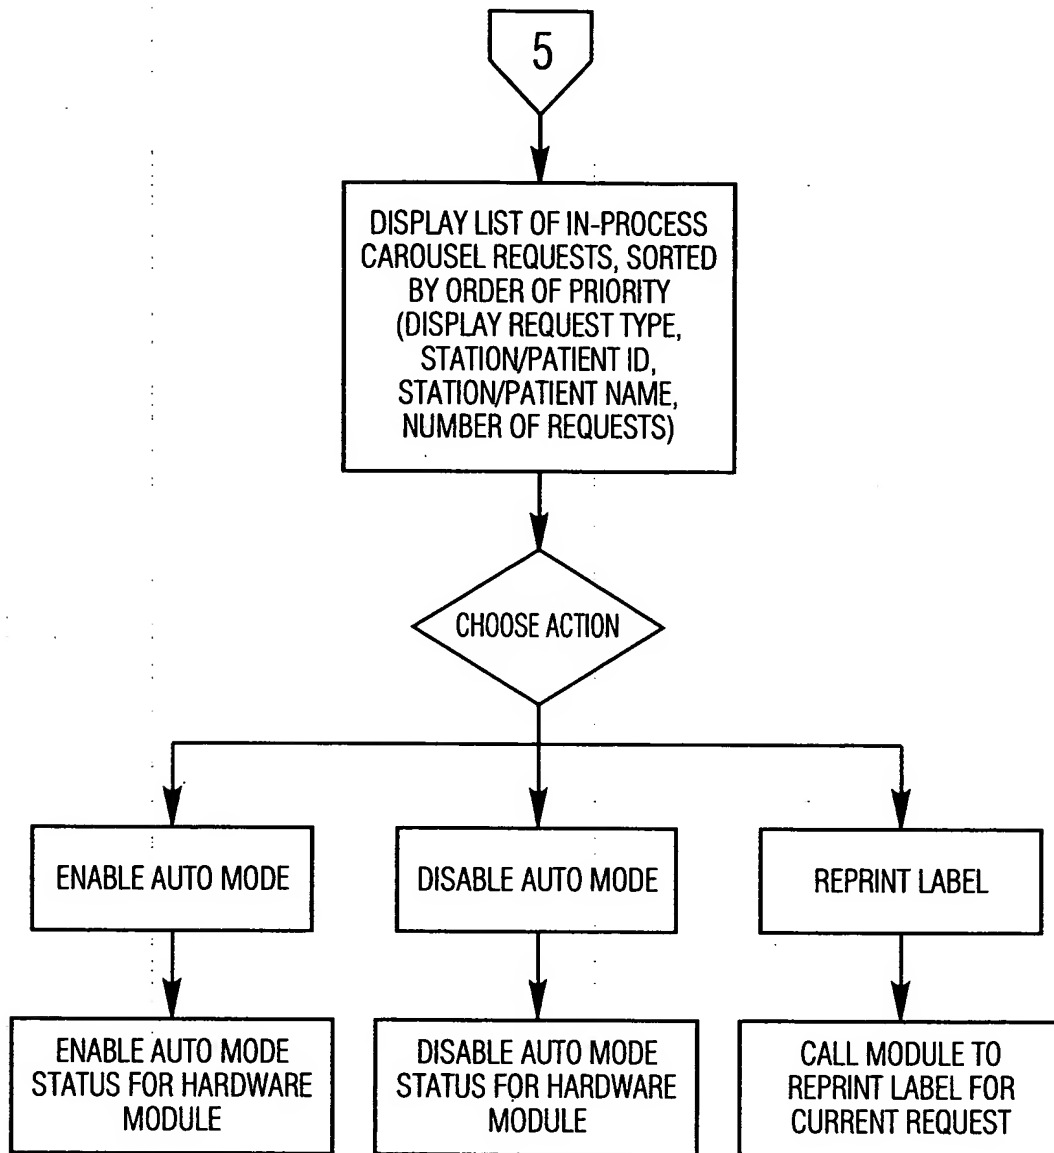 5
DISPLAY LIST OF IN-PROCESS
CAROUSEL REQUESTS, SORTED
BY ORDER OF PRIORITY
(DISPLAY REQUEST TYPE,
STATION/PATIENT ID,
STATION/PATIENT NAME,
NUMBER OF REQUESTS)
CHOOSE ACTION
ENABLE AUTO MODE
DISABLE AUTO MODE
REPRINT LABEL
ENABLE AUTO MODE
STATUS FOR HARDWARE
MODULE
DISABLE AUTO MODE
STATUS FOR HARDWARE
MODULE
CALL MODULE TO
REPRINT LABEL FOR
CURRENT REQUEST